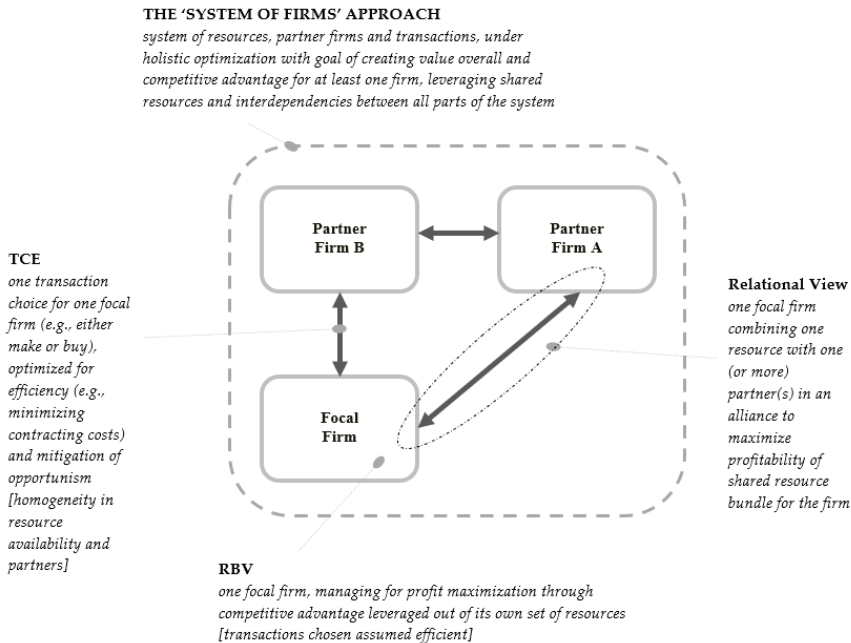 THE ‘SYSTEM OF FIRMS’ APPROACH
system of resources, partner firms and transactions, under
holistic optimization with goal of creating value overall and
competitive advantage for at least one firm, leveraging shared
resources and interdependencies between all parts of the system
Partner
Firm B
Partner
Firm A
TCE
one transaction
choice for one focal
firm (e.g., either
make or buy),
optimized for
efficiency (e.g.,
minimizing
contracting costs)
and mitigation of
opportunism
[homogeneity in
resource
availability and
partners]
Relational View
one focal firm
combining one
resource with one
(or more)
partner(s) in an
alliance to
maximize
profitability of
shared resource
bundle for the firm
Focal
Firm
RBV
one focal firm, managing for profit maximization through
competitive advantage leveraged out of its own set of resources
[transactions chosen assumed efficient]